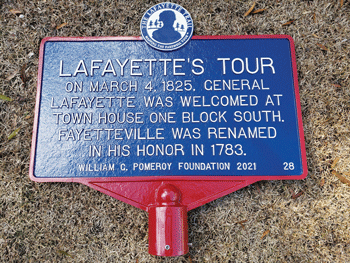 THE LAFAYETTE TRAIL
LAFAYETTE'S TOUR
ON MARCH 4, 1825, GENERAL
LAFAYETTE WAS WELCOMED AT
TOWN HOUSE ONE BLOCK SOUTH.
FAYETTEVILLE WAS RENAMED
IN HIS HONOR IN 1783.
WILLIAM G. POMEROY FOUNDATION 2021 28